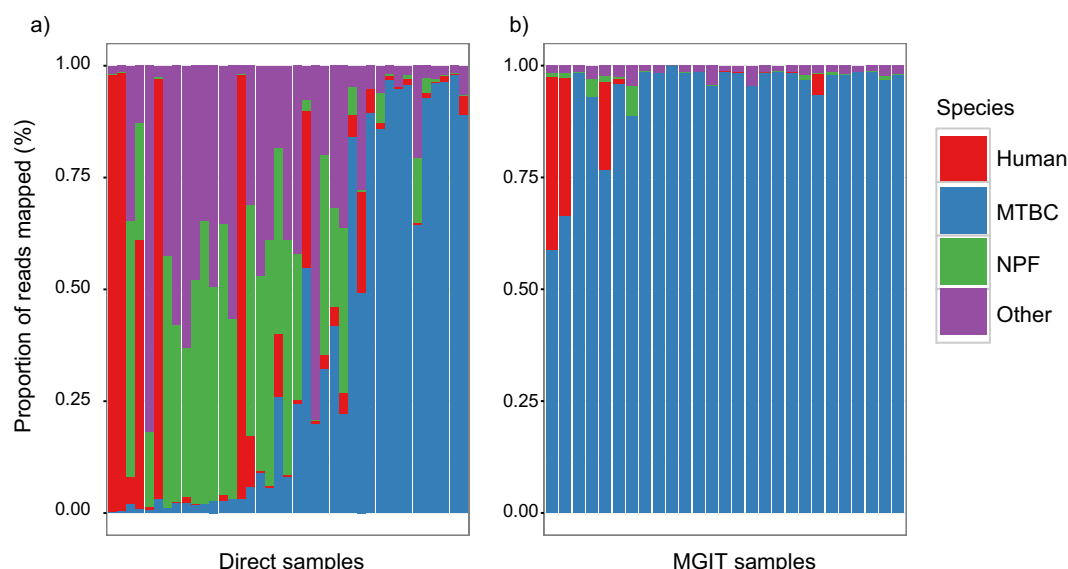 a)
b)
Proportion of reads mapped (%)
1.00
0.75
0.50
0.25
0.00
Direct samples
1.00
0.75
0.50
0.25
0.00
MGIT samples
Species
Human
MTBC
NPF
Other